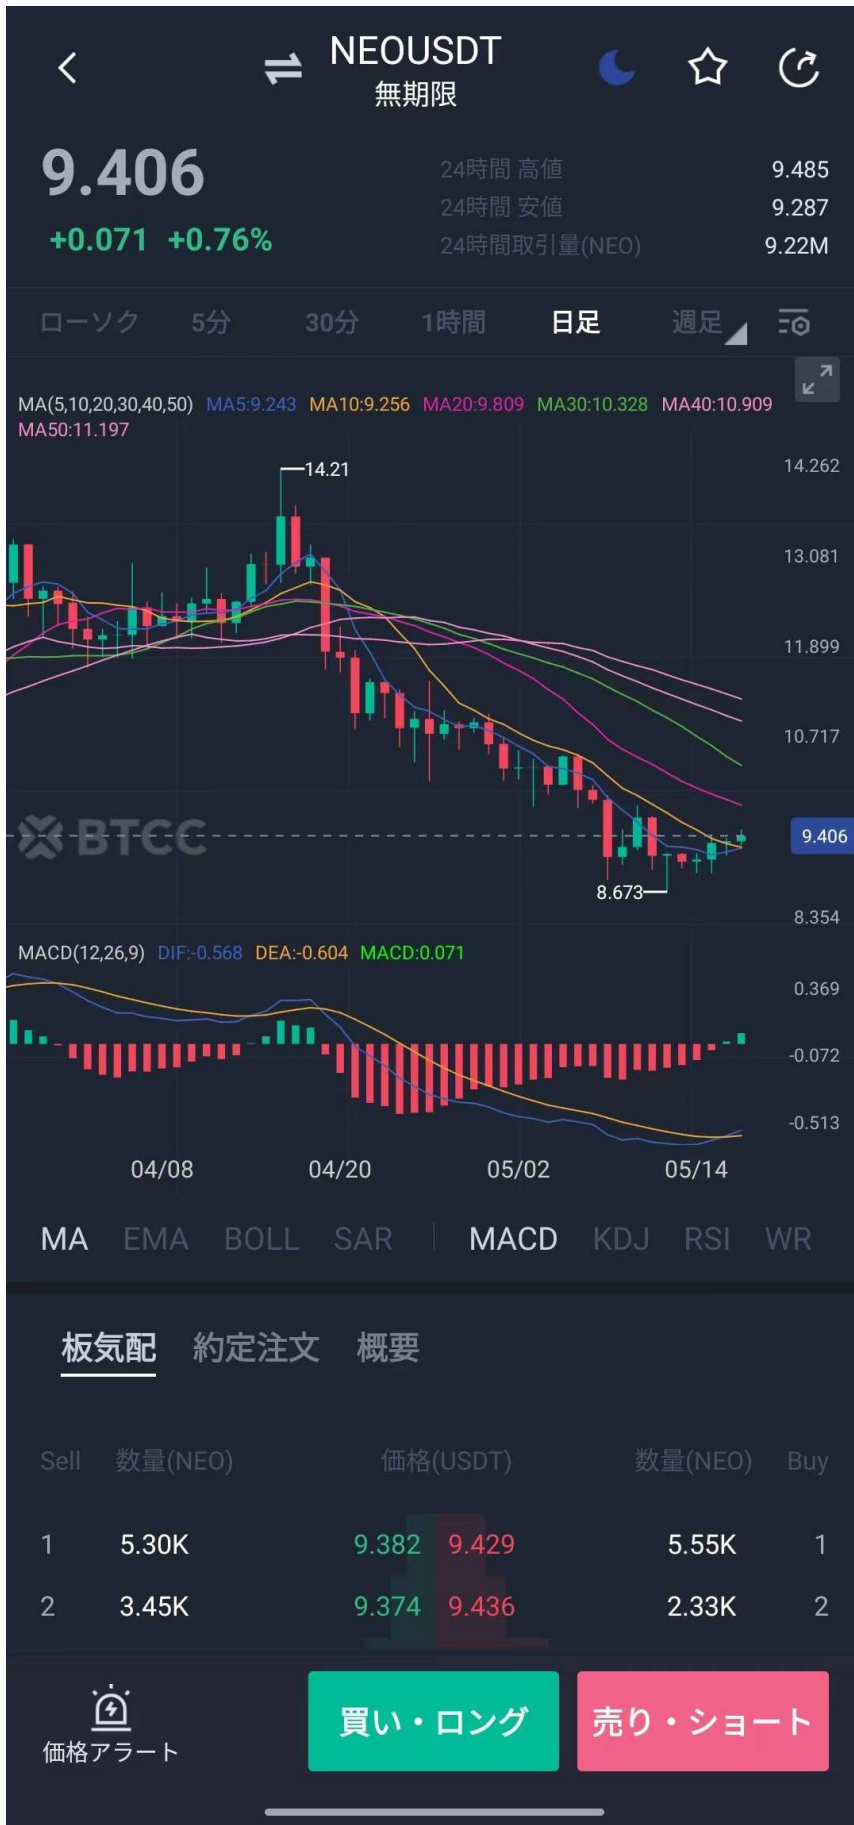 NEOUSDT
無期限
9.406
+0.071 +0.76%
24時間 高値 9.485
24時間 安値 9.287
24時間取引量(NEO) 9.22M
ローソク 5分 30分 1時間 日足 週足
MA(5,10,20,30,40,50) MA5:9.243 MA10:9.256 MA20:9.809 MA30:10.328 MA40:10.909
MA50:11.197
14.262
14.21
13.081
11.899
10.717
BTCC
9.406
8.673
8.354
MACD(12,26,9) DIF:-0.568 DEA:-0.604 MACD:0.071
0.369
-0.072
-0.513
04/08 04/20 05/02 05/14
MA EMA BOLL SAR MACD KDJ RSI WR
板気配 約定注文 概要
Sell 数量(NEO) 価格(USDT) 数量(NEO) Buy
1 5.30K 9.382 9.429 5.55K 1
2 3.45K 9.374 9.436 2.33K 2
価格アラート
買い・ロング
売り・ショート